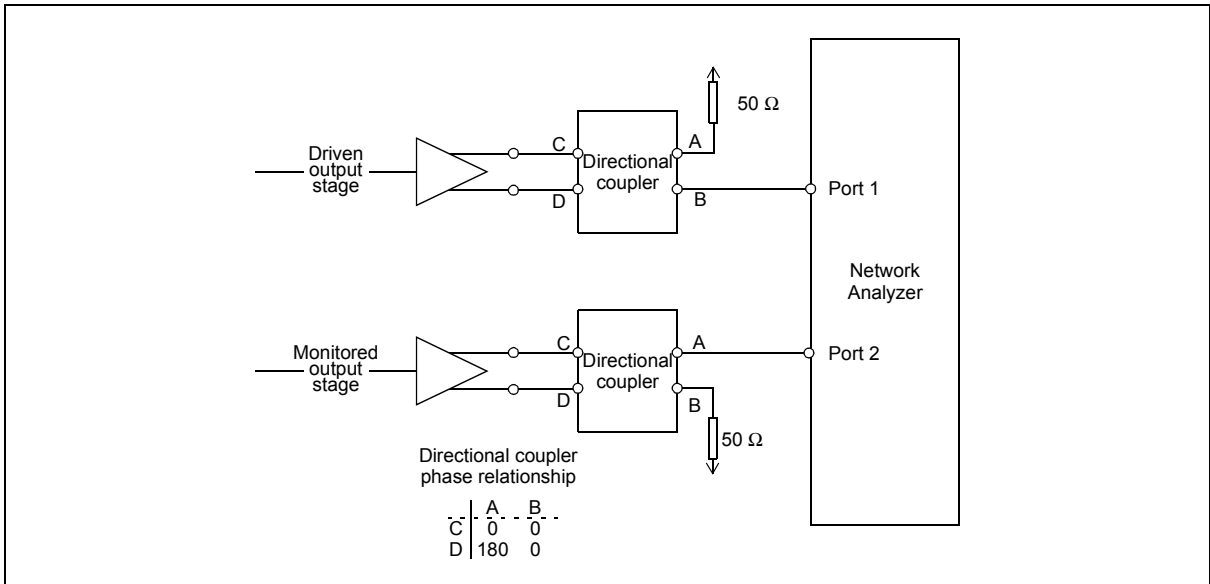 50 Ω
Driven
output
stage
C
D
Directional
coupler
A
B
Port 1
Network
Analyzer
Monitored
output
stage
C
D
Directional
coupler
A
B
Port 2
50 Ω
Directional coupler
phase relationship
A B
C 0 0
D 180 0